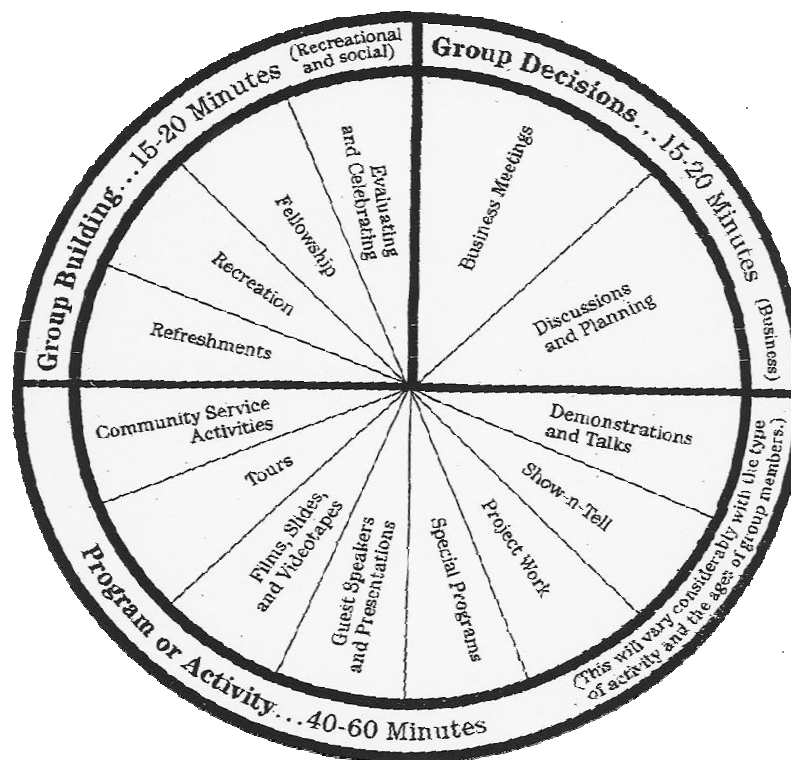 Group Building...15-20 Minutes
(Recreational
and social)
Group Decisions... 15-20 Minutes
(Business)
Evaluating
and Celebrating
Fellowship
Recreation
Refreshments
Business Meetings
Discussions
and Planning
Community Service
Activities
Tours
Films, Slides,
and Videotapes
Guest Speakers
and Preschtations
Special Programs
Project Work
Show-n-Tell
Demonstrations
and Talks
Program or Activity...40-60 Minutes
(This will vary considerably with the type
of activity and the ages of group members.)